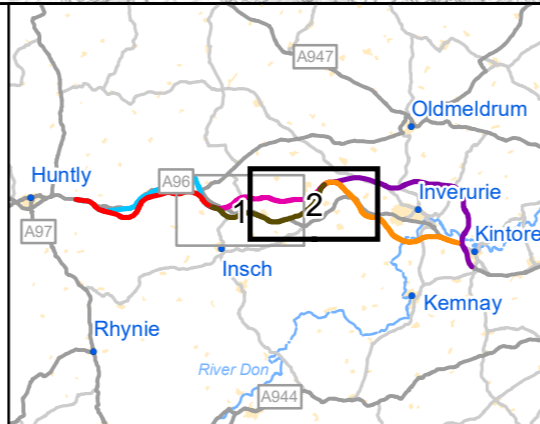 A947
Oldmeldrum
Huntly
A96
Inverurie
1
2
A97
Kintore
Insch
Kemnay
Rhynie
River Don
A944